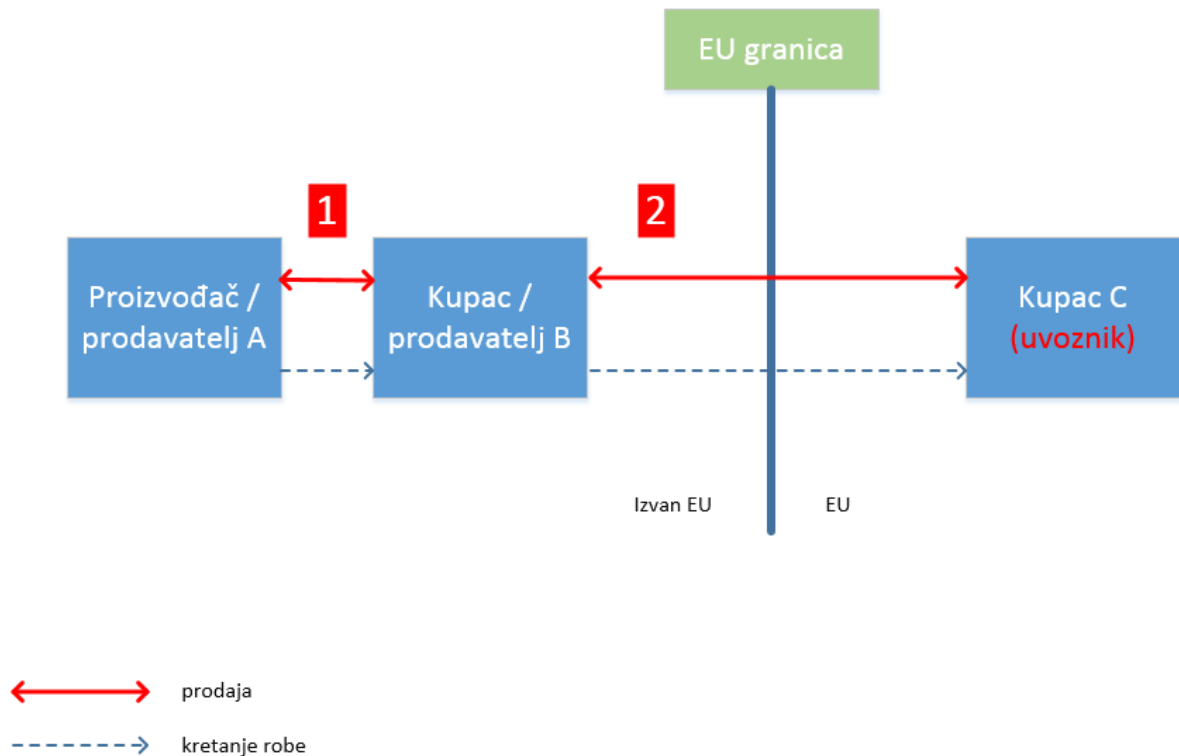 EU granica
1
2
Proizvođač /
prodavatelj A
Kupac /
prodavatelj B
Kupac C
(uvoznik)
Izvan EU
EU
prodaja
kretanje robe